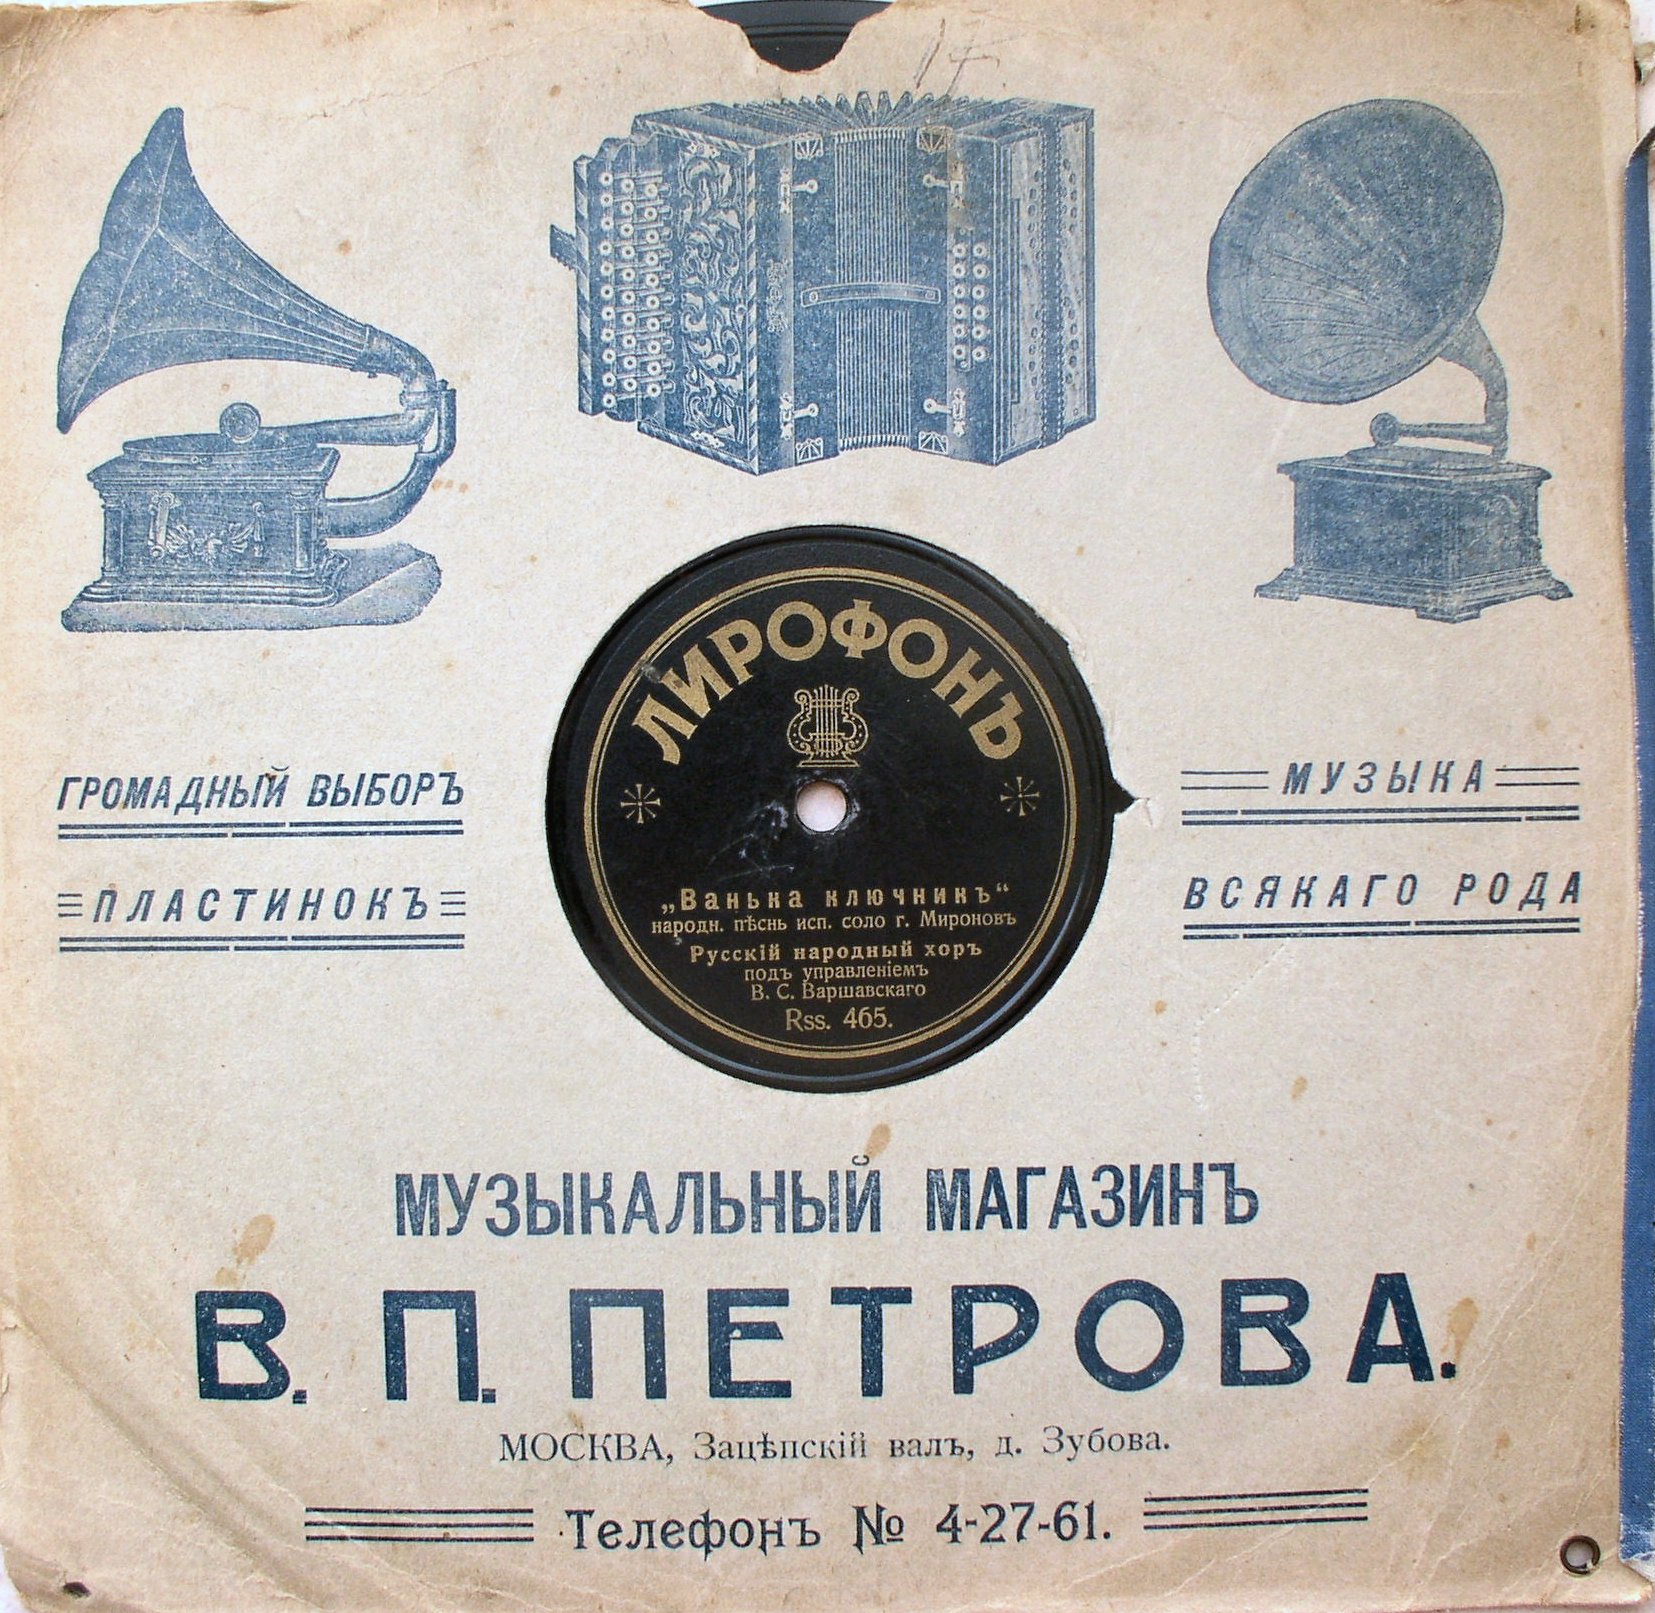 17
ЛИРОФОНЪ
ГРОМАДНЫЙ ВЫБОРЪ
ПЛАСТИНОКЪ
МУЗЫКА
ВСЯКАГО РОДА
„Ванька ключникъ“
народн. пѣснь исп. соло г. Мироновъ
Русскій народный хоръ
подъ управленіемъ
В. С. Варшавскаго
Rss. 465.
МУЗЫКАЛЬНЫЙ МАГАЗИНЪ
В. П. ПЕТРОВА.
МОСКВА, Зацѣпскій валъ, д. Зубова.
Телефонъ № 4-27-61.